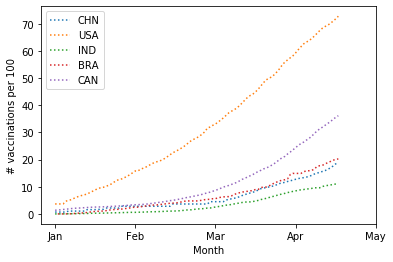 CHN
USA
IND
BRA
CAN
# vaccinations per 100
70
60
50
40
30
20
10
0
Jan Feb Mar Apr May
Month